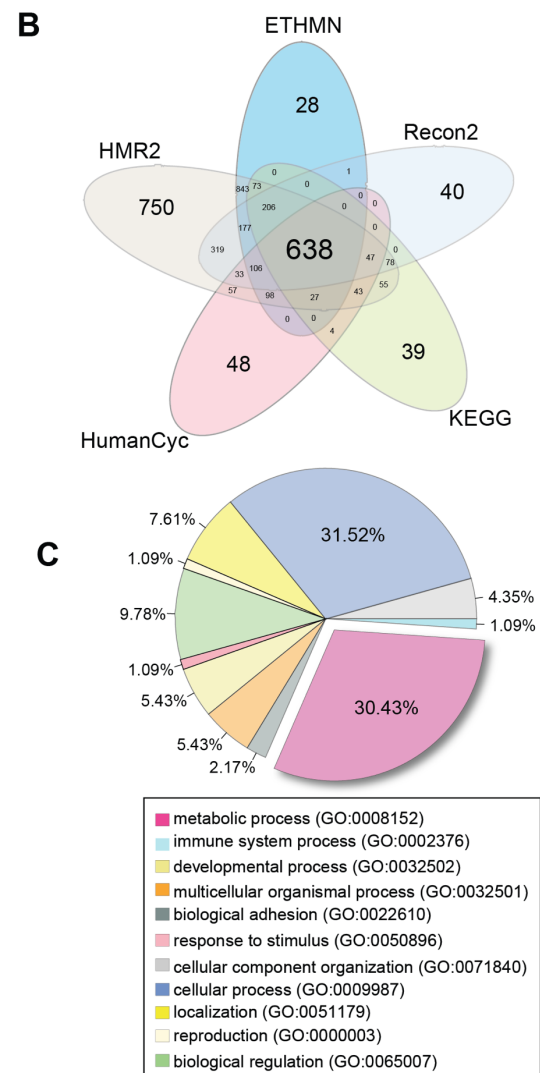 B
ETHMN
28
Recon2
HMR2
0
1
843 73
0
0
40
750
206
0
0
177
0
638
319
47
0
78
33
106
57
98
27
43
55
0
0
4
48
39
KEGG
HumanCyc
7.61%
31.52%
C
1.09%
4.35%
9.78%
1.09%
1.09%
5.43%
30.43%
5.43%
2.17%
metabolic process (GO:0008152)
immune system process (GO:0002376)
developmental process (GO:0032502)
multicellular organismal process (GO:0032501)
biological adhesion (GO:0022610)
response to stimulus (GO:0050896)
cellular component organization (GO:0071840)
cellular process (GO:0009987)
localization (GO:0051179)
reproduction (GO:0000003)
biological regulation (GO:0065007)